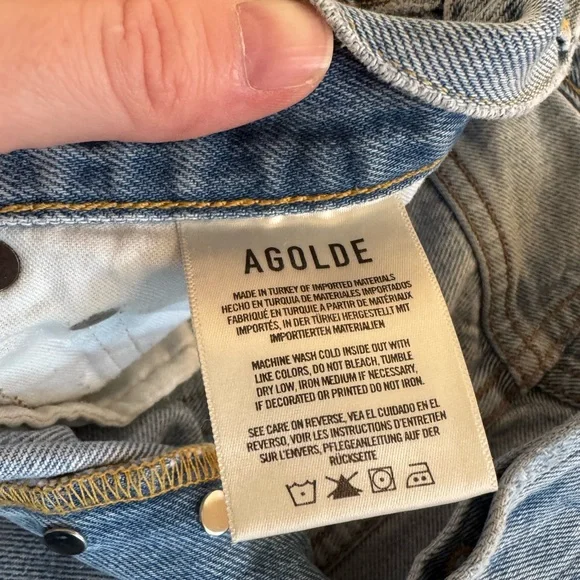 AGOLDE
MADE IN TURKEY OF IMPORTED MATERIALS
HECHO EN TURQUIA DE MATERIALES IMPORTADOS
FABRIQUÉ EN TURQUIE A PARTIR DE MATÉRIAUX
IMPORTÉS, IN DER TÜRKEI HERGESTELLT MIT
IMPORTIERTEN MATERIALIEN
MACHINE WASH COLD INSIDE OUT WITH
LIKE COLORS, DO NOT BLEACH, TUMBLE
DRY LOW, IRON MEDIUM IF NECESSARY,
IF DECORATED OR PRINTED DO NOT IRON.
SEE CARE ON REVERSE, VEA EL CUIDADO EN EL
REVERSO, VOIR LES INSTRUCTIONS D'ENTRETIEN
SUR L'ENVERS, PFLEGEANLEITUNG AUF DER
RÜCKSEITE